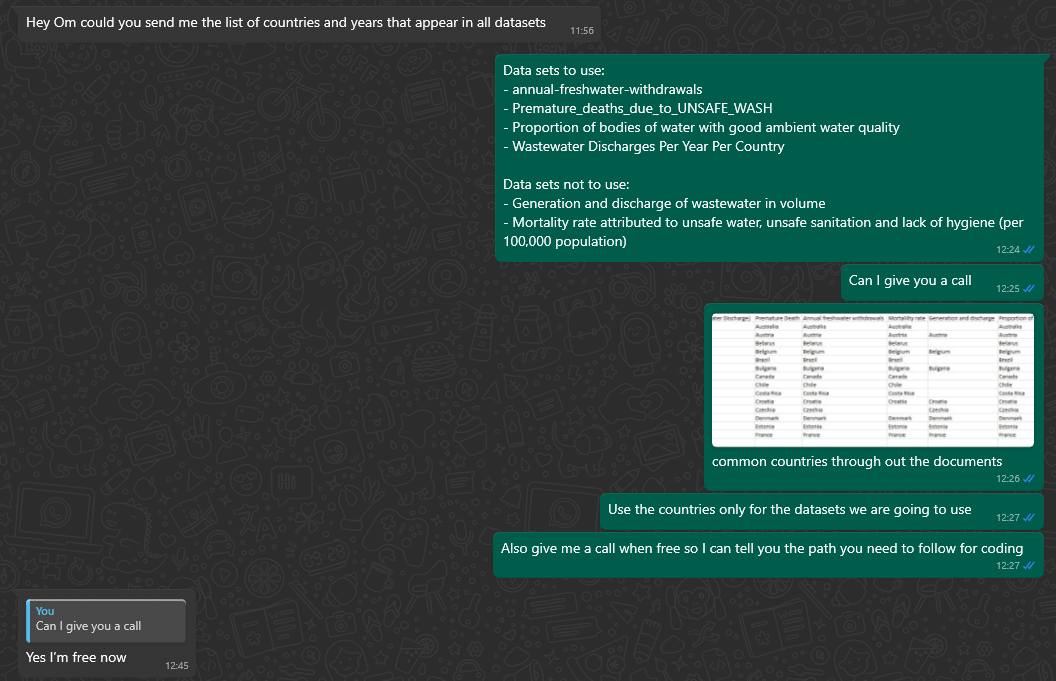 Hey Om could you send me the list of countries and years that appear in all datasets
11:56
Data sets to use:
- annual-freshwater-withdrawals
- Premature_deaths_due_to_UNSAFE_WASH
- Proportion of bodies of water with good ambient water quality
- Wastewater Discharges Per Year Per Country
Data sets not to use:
- Generation and discharge of wastewater in volume
- Mortality rate attributed to unsafe water, unsafe sanitation and lack of hygiene (per
100,000 population)
12:24
Can I give you a call
12:25
ter Discharge) Premature Death Annual freshwater withdrawals Mortality rate Generation and discharge Proportion of
Australia Australia Australia Australia
Austria Austria Austria Austria Austria
Belarus Belarus Belarus Belarus
Belgium Belgium Belgium Belgium Belgium
Brazil Brazil Brazil Brazil
Bulgaria Bulgaria Bulgaria Bulgaria Bulgaria
Canada Canada Canada Canada
Chile Chile Chile Chile
Costa Rica Costa Rica Costa Rica Costa Rica
Croatia Croatia Croatia Croatia Croatia
Czechia Czechia Czechia Czechia
Denmark Denmark Denmark Denmark Denmark
Estonia Estonia Estonia Estonia Estonia
France France France France France
common countries through out the documents
12:26
Use the countries only for the datasets we are going to use
12:27
Also give me a call when free so I can tell you the path you need to follow for coding
12:27
You
Can I give you a call
Yes I'm free now
12:45